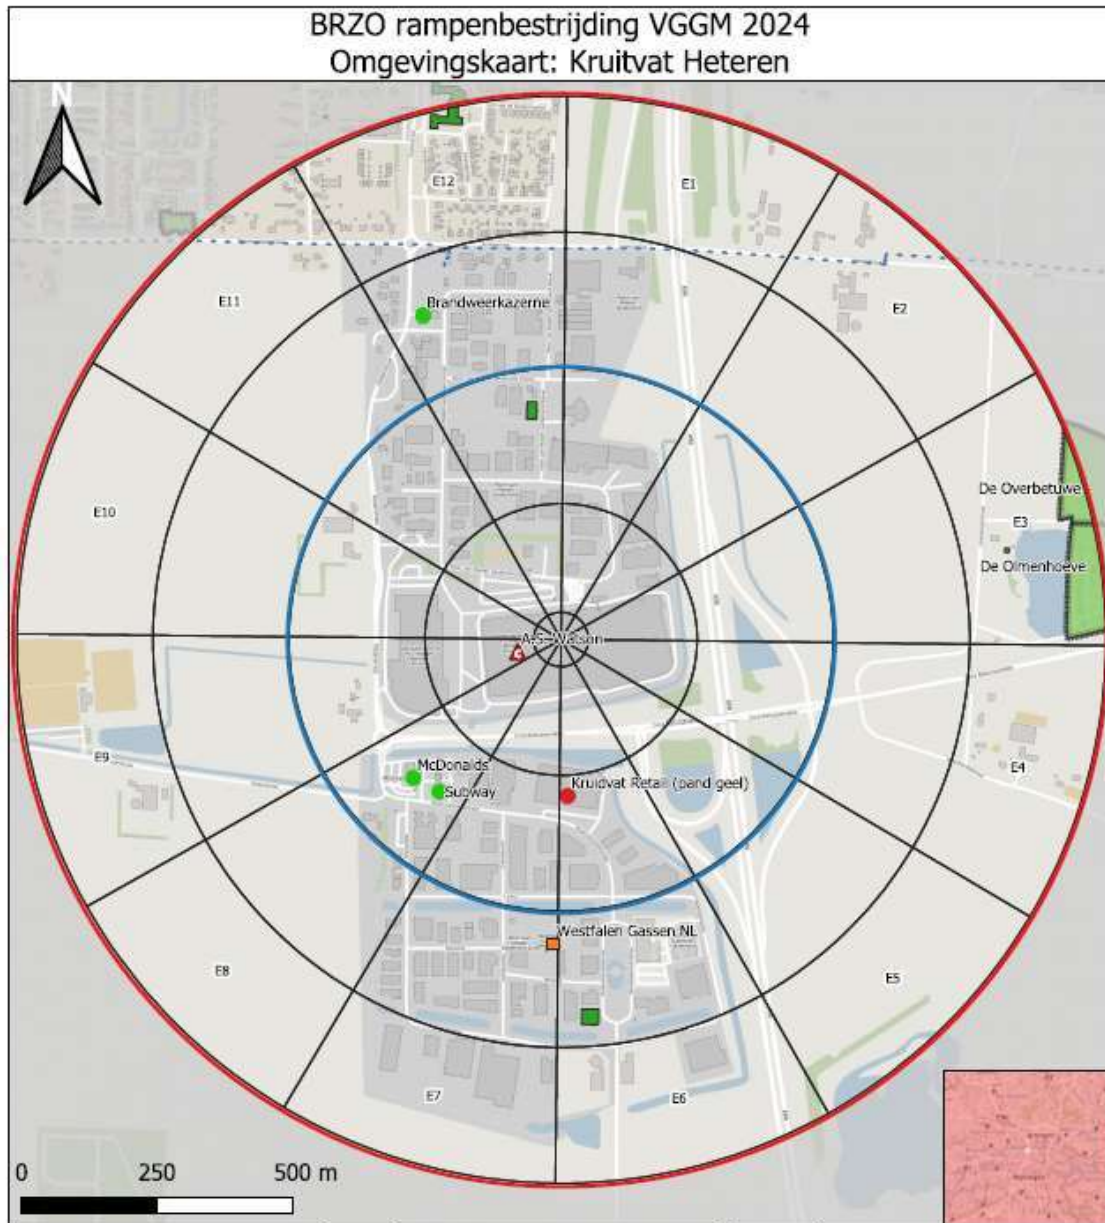 BRZO rampenbestrijding VGGM 2024
Omgevingskaart: Kruitvat Heteren
N
E12
E1
E11
E2
Brandweerkazerne
De Overbetuwe
E10
E3
De Olmenhoeve
A.S. Watson
McDonalds
Subway
Kruidvat Retail (pand geel)
E9
E4
Westfalen Gassen NL
E8
E5
E7
E6
0 250 500 m